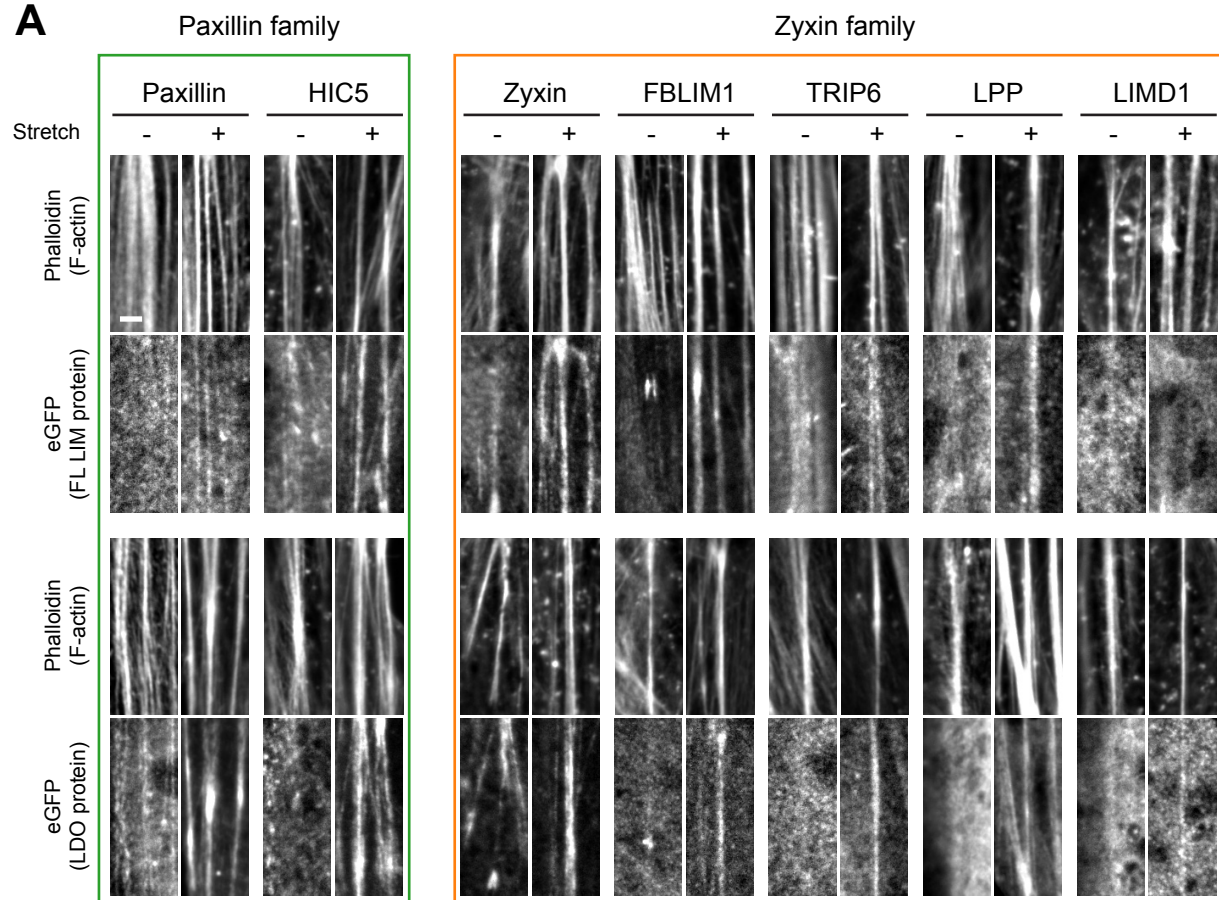 A
Paxillin family
Zyxin family
Paxillin HIC5 Zyxin FBLIM1 TRIP6 LPP LIMD1
Stretch - + - + - + - + - + - + - +
Phalloidin
(F-actin)
eGFP
(FL LIM protein)
Phalloidin
(F-actin)
eGFP
(LDO protein)